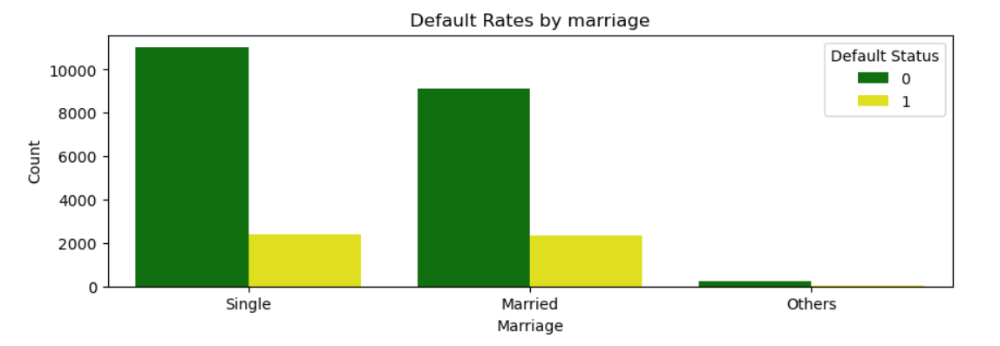 Default Rates by marriage
Default Status
0
1
10000
8000
6000
4000
2000
0
Count
Single Married Others
Marriage